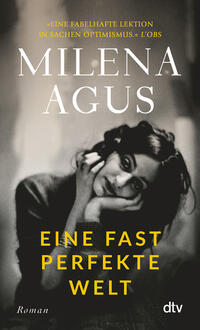 »EINE FABELHAFTE LEKTION
IN SACHEN OPTIMISMUS.« L'OBS
MILENA
AGUS
EINE FAST
PERFEKTE
WELT
Roman
dtv